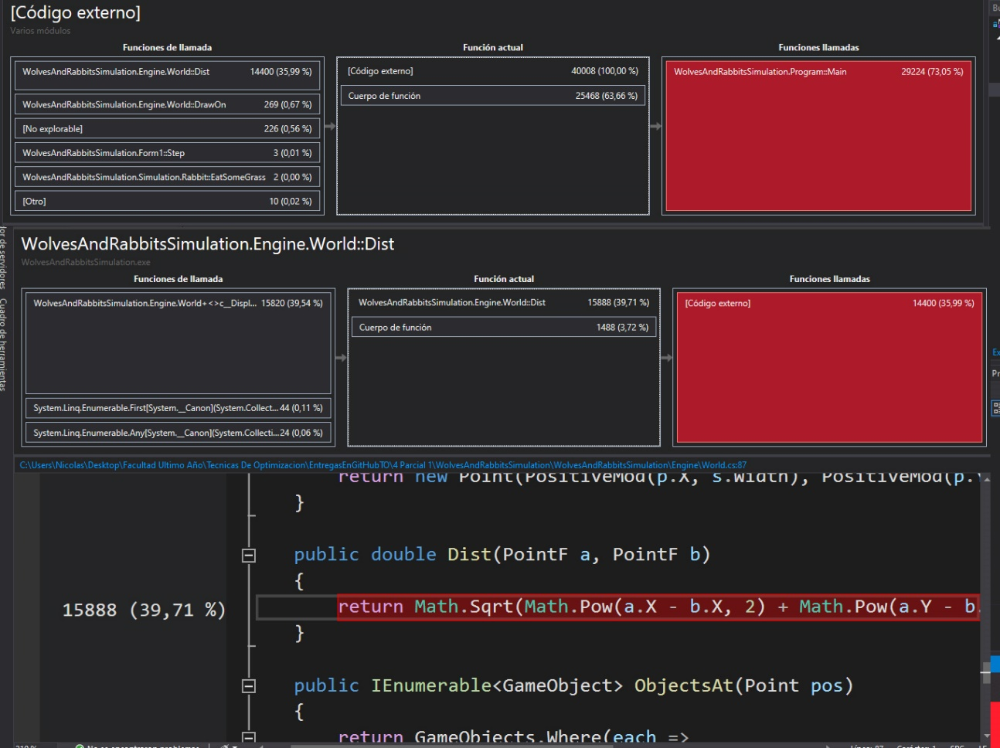 [Código externo]
Varios módulos
Funciones de llamada
Función actual
Funciones llamadas
WolvesAndRabbitsSimulation.Engine.World::Dist 14400 (35,99 %)
WolvesAndRabbitsSimulation.Engine.World::DrawOn 269 (0,67 %)
[No explorable] 226 (0,56 %)
WolvesAndRabbitsSimulation.Form1::Step 3 (0,01 %)
WolvesAndRabbitsSimulation.Simulation.Rabbit::EatSomeGrass 2 (0,00 %)
[Otro] 10 (0,02 %)
[Código externo] 40008 (100,00 %)
Cuerpo de función 25468 (63,66 %)
WolvesAndRabbitsSimulation.Program::Main 29224 (73,05 %)
dor de servidores
Cuadro de herramientas
WolvesAndRabbitsSimulation.Engine.World::Dist
WolvesAndRabbitsSimulation.exe
Funciones de llamada
Función actual
Funciones llamadas
WolvesAndRabbitsSimulation.Engine.World+<>c__Displ... 15820 (39,54 %)
System.Linq.Enumerable.First[System.__Canon](System.Collect... 44 (0,11 %)
System.Linq.Enumerable.Any[System.__Canon](System.Collecti... 24 (0,06 %)
WolvesAndRabbitsSimulation.Engine.World::Dist 15888 (39,71 %)
Cuerpo de función 1488 (3,72 %)
[Código externo] 14400 (35,99 %)
C:\Users\Nicolas\Desktop\Facultad Ultimo Año\Tecnicas De Optimizacion\EntregasEnGitHubTO\4 Parcial 1\WolvesAndRabbitsSimulation\WolvesAndRabbitsSimulation\Engine\World.cs:87
return new Point(PositiveMod(p.X, s.Width), PositiveMod(p.Y
}
public double Dist(PointF a, PointF b)
{
15888 (39,71 %)
return Math.Sqrt(Math.Pow(a.X - b.X, 2) + Math.Pow(a.Y - b.
}
public IEnumerable<GameObject> ObjectsAt(Point pos)
{
return GameObjects.Where(each =>